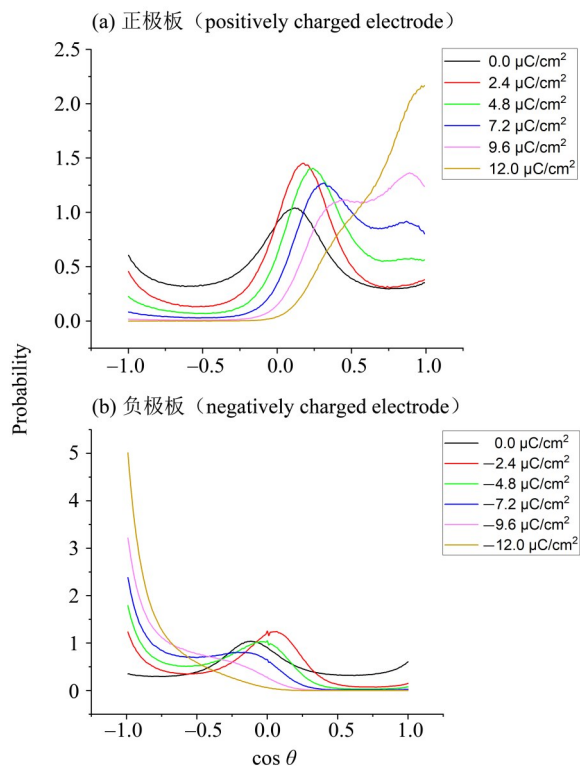 (a) 正极板（positively charged electrode）
2.5
2.0
1.5
1.0
0.5
0.0
−1.0 −0.5 0.0 0.5 1.0
0.0 μC/cm²
2.4 μC/cm²
4.8 μC/cm²
7.2 μC/cm²
9.6 μC/cm²
12.0 μC/cm²
Probability
(b) 负极板（negatively charged electrode）
5
4
3
2
1
0
−1.0 −0.5 0.0 0.5 1.0
0.0 μC/cm²
—2.4 μC/cm²
—4.8 μC/cm²
—7.2 μC/cm²
—9.6 μC/cm²
—12.0 μC/cm²
cos θ